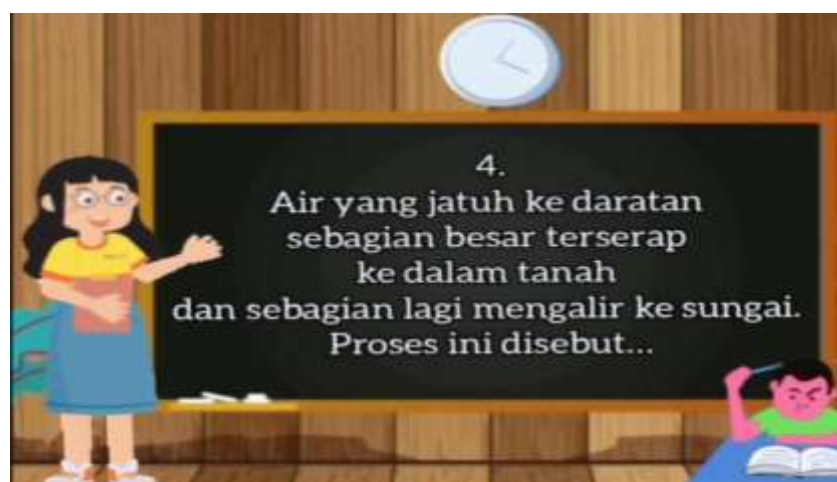 4.
Air yang jatuh ke daratan
sebagian besar terserap
ke dalam tanah
dan sebagian lagi mengalir ke sungai.
Proses ini disebut...